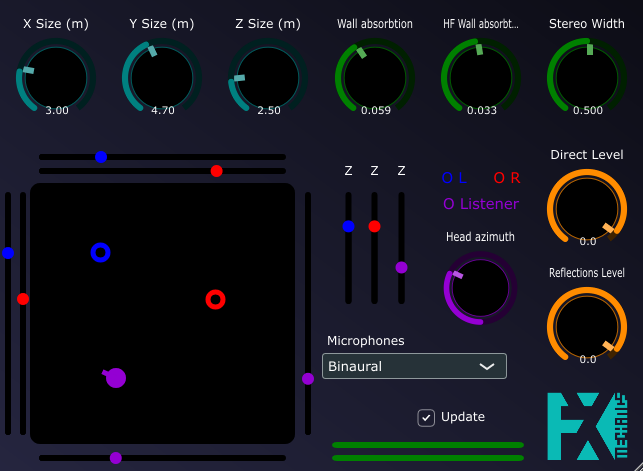 X Size (m) Y Size (m) Z Size (m) Wall absorbtion HF Wall absorbt... Stereo Width
3.00 4.70 2.50 0.059 0.033 0.500
Direct Level
Z Z Z
O L O R
O Listener
Head azimuth
0.0
Reflections Level
Microphones
0.0
Binaural
Update
FX
MECHANICS